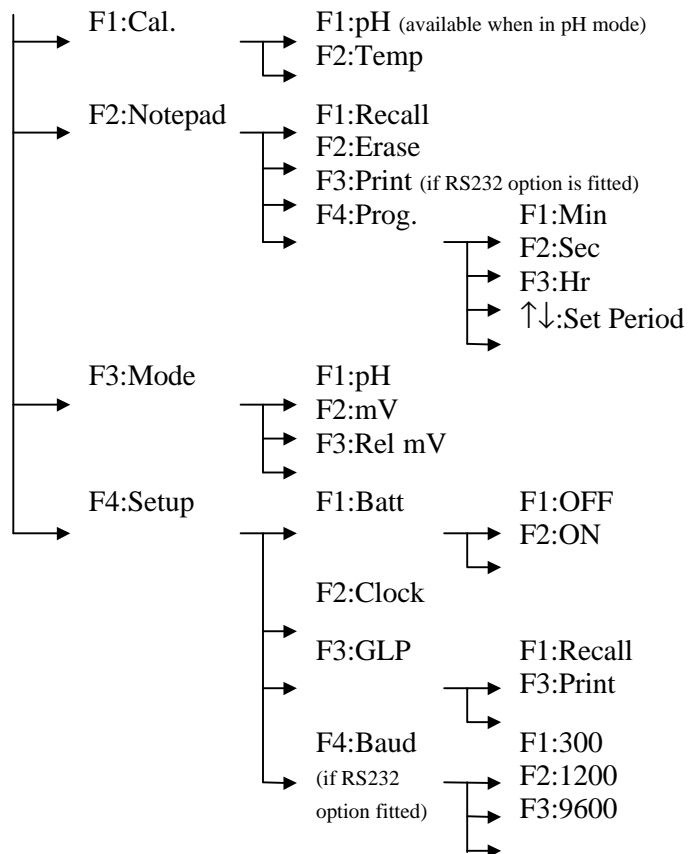 F1:Cal.
F1:pH (available when in pH mode)
F2:Temp
F2:Notepad
F1:Recall
F2:Erase
F3:Print (if RS232 option is fitted)
F4:Prog.
F1:Min
F2:Sec
F3:Hr
↑↓:Set Period
F3:Mode
F1:pH
F2:mV
F3:Rel mV
F4:Setup
F1:Batt
F1:OFF
F2:ON
F2:Clock
F3:GLP
F1:Recall
F3:Print
F4:Baud
(if RS232
option fitted)
F1:300
F2:1200
F3:9600